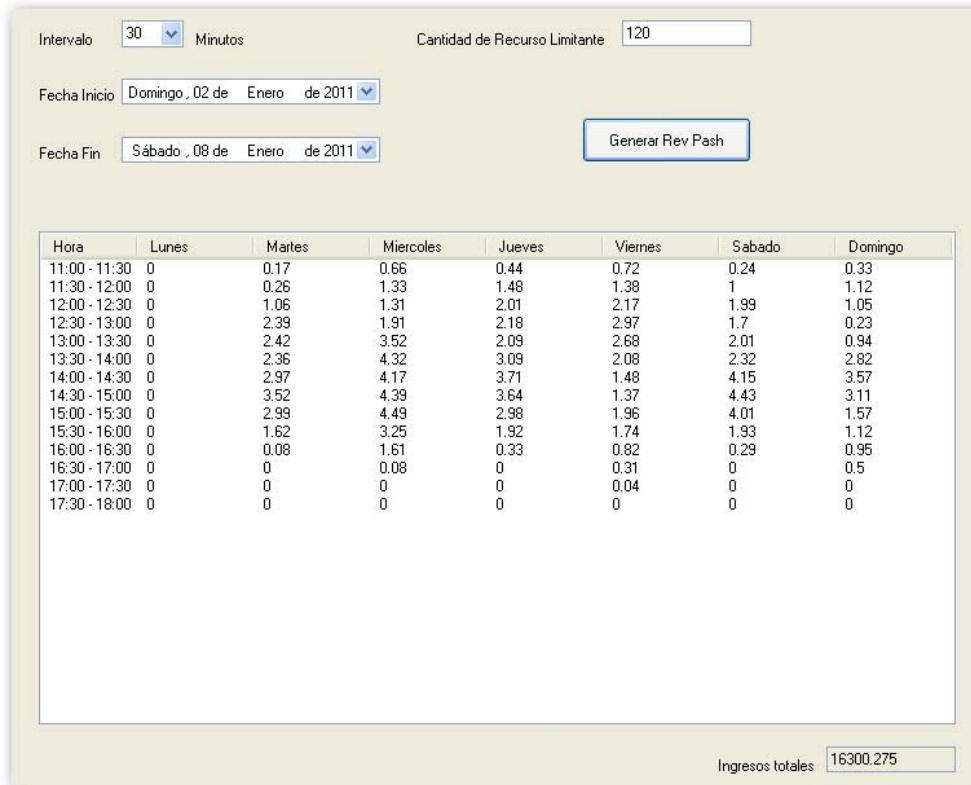 Intervalo 30 Minutos Cantidad de Recurso Limitante 120
Fecha Inicio Domingo , 02 de Enero de 2011
Fecha Fin Sábado , 08 de Enero de 2011
Generar Rev Pash
Hora Lunes Martes Miercoles Jueves Viernes Sabado Domingo
11:00 - 11:30 0 0.17 0.66 0.44 0.72 0.24 0.33
11:30 - 12:00 0 0.26 1.33 1.48 1.38 1 1.12
12:00 - 12:30 0 1.06 1.31 2.01 2.17 1.99 1.05
12:30 - 13:00 0 2.39 1.91 2.18 2.97 1.7 0.23
13:00 - 13:30 0 2.42 3.52 2.09 2.68 2.01 0.94
13:30 - 14:00 0 2.36 4.32 3.09 2.08 2.32 2.82
14:00 - 14:30 0 2.97 4.17 3.71 1.48 4.15 3.57
14:30 - 15:00 0 3.52 4.39 3.64 1.37 4.43 3.11
15:00 - 15:30 0 2.99 4.49 2.98 1.96 4.01 1.57
15:30 - 16:00 0 1.62 3.25 1.92 1.74 1.93 1.12
16:00 - 16:30 0 0.08 1.61 0.33 0.82 0.29 0.95
16:30 - 17:00 0 0 0.08 0 0.31 0 0.5
17:00 - 17:30 0 0 0 0 0.04 0 0
17:30 - 18:00 0 0 0 0 0 0 0
Ingresos totales 16300.275